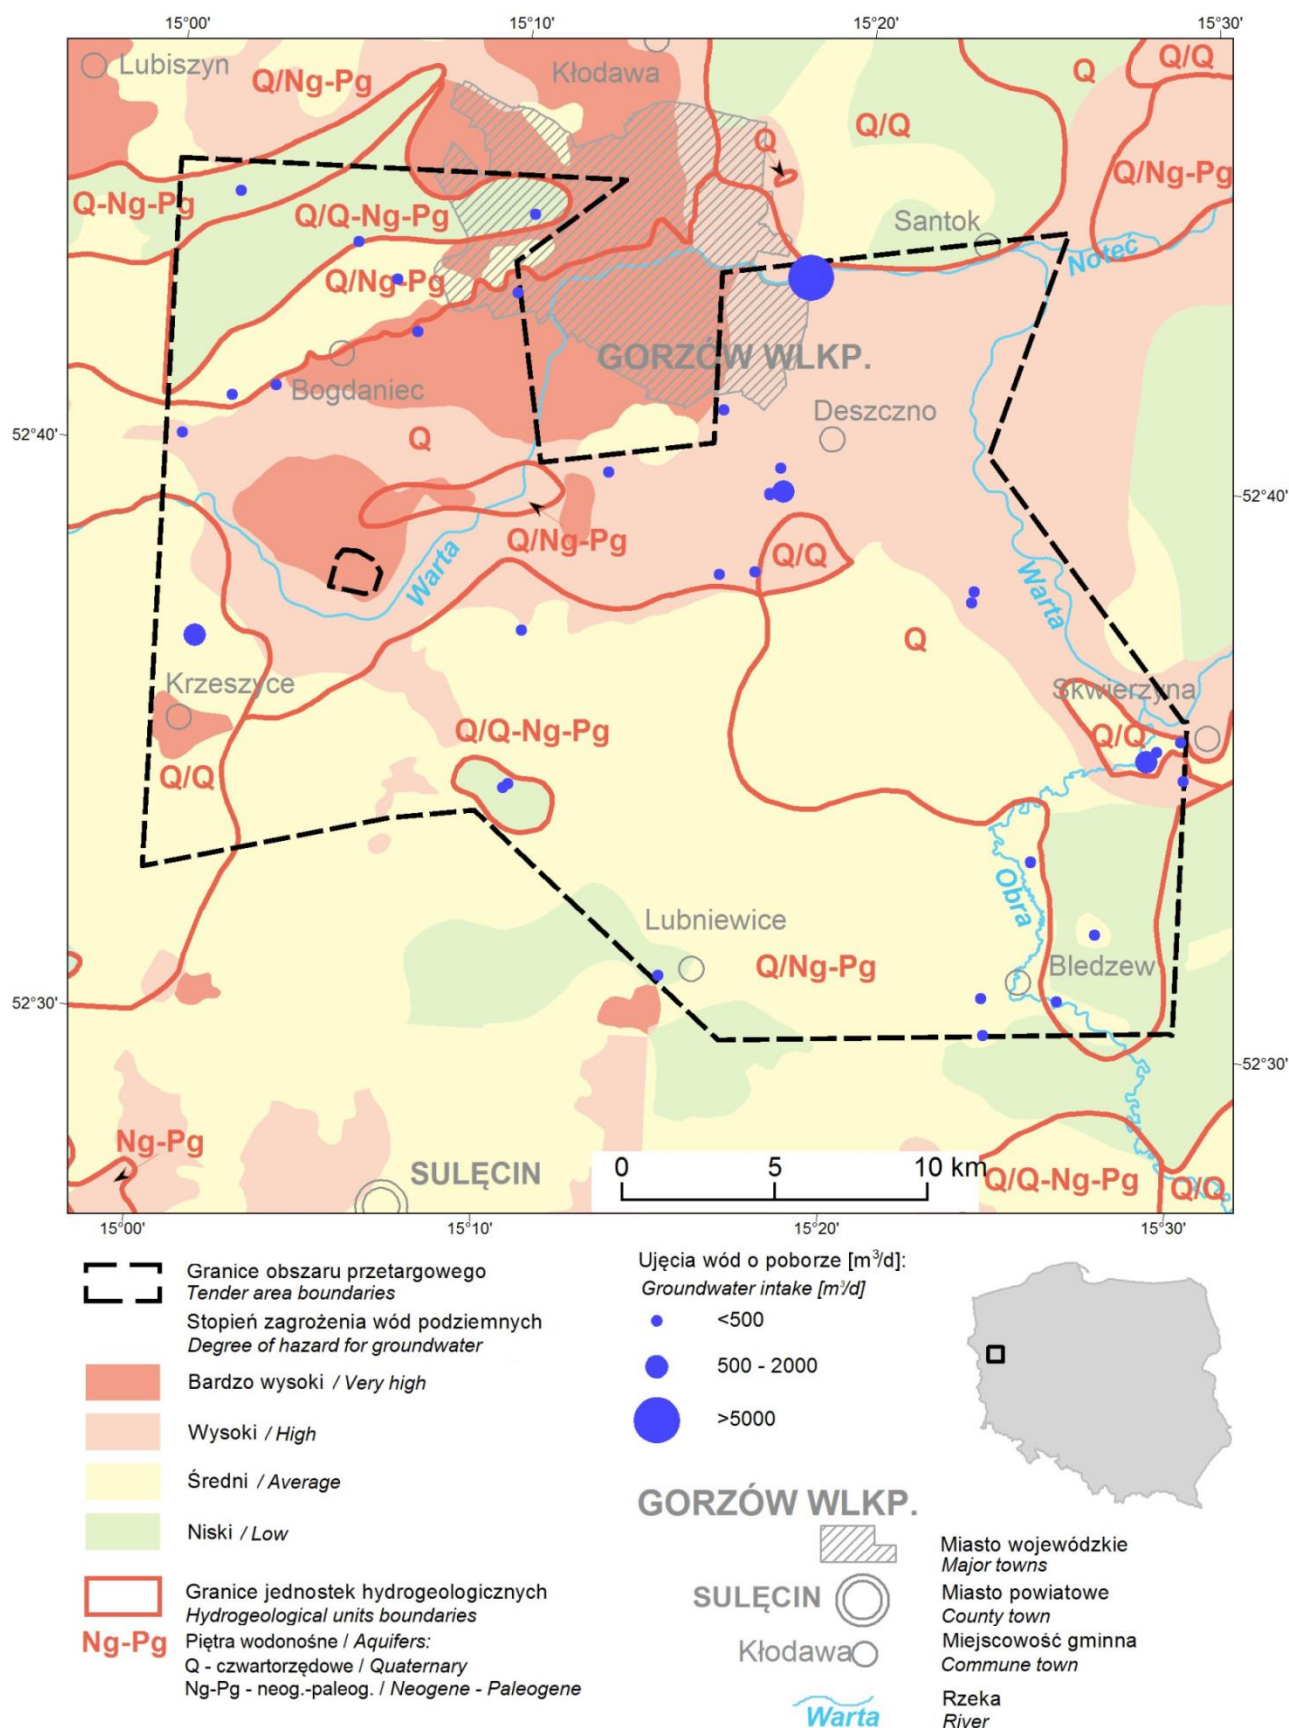 15°00' 15°10' 15°20' 15°30'
Lubiszyn
Kłodawa
Q/Ng-Pg
Q
Q/Q
Q/Q
Q
Q/Ng-Pg
Q-Ng-Pg
Q/Q-Ng-Pg
Santok
Noteć
Q/Ng-Pg
GORZÓW WLKP.
Bogdaniec
Deszczno
52°40'
Q
52°40'
Q/Ng-Pg
Q/Q
Warta
Warta
Q
Krzeszyce
Skwierzyna
Q/Q-Ng-Pg
Q/Q
Q/Q
Obra
Lubniewice
Q/Ng-Pg
Bledzew
52°30'
52°30'
Ng-Pg
SULĘCIN
0 5 10 km
Q/Q-Ng-Pg
Q/Q
15°00' 15°10' 15°20' 15°30'
Granice obszaru przetargowego
Tender area boundaries
Stopień zagrożenia wód podziemnych
Degree of hazard for groundwater
Bardzo wysoki / Very high
Wysoki / High
Średni / Average
Niski / Low
Granice jednostek hydrogeologicznych
Hydrogeological units boundaries
Ng-Pg Piętra wodonośne / Aquifers:
Q - czwartorzędowe / Quaternary
Ng-Pg - neog.-paleog. / Neogene - Paleogene
Ujęcia wód o poborze [m³/d]:
Groundwater intake [m³/d]
<500
500 - 2000
>5000
GORZÓW WLKP.
Miasto wojewódzkie
Major towns
SULĘCIN
Miasto powiatowe
County town
Kłodawa
Miejscowość gminna
Commune town
Warta
Rzeka
River